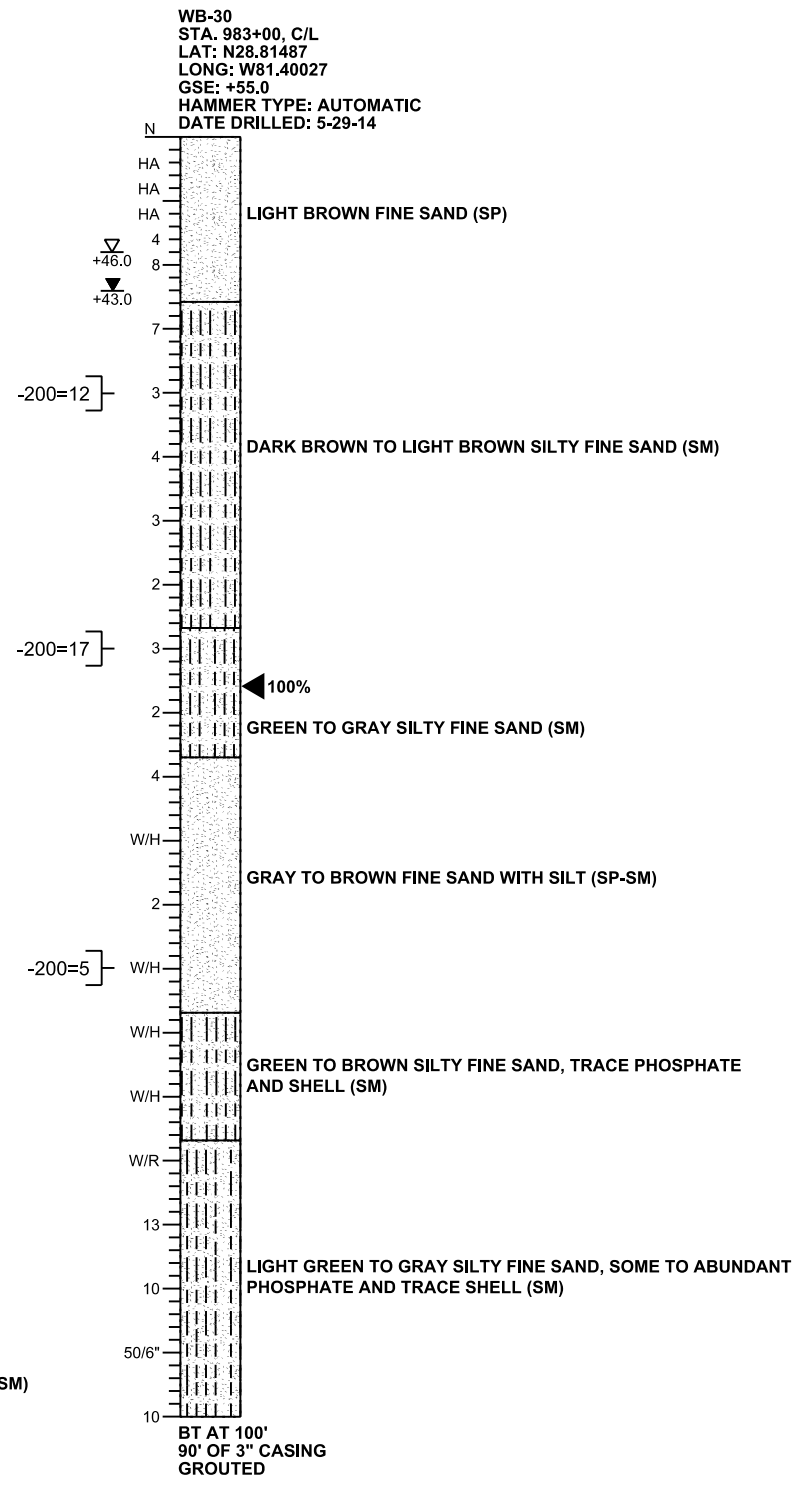 WB-30
STA. 983+00, C/L
LAT: N28.81487
LONG: W81.40027
GSE: +55.0
HAMMER TYPE: AUTOMATIC
DATE DRILLED: 5-29-14
N
HA
HA
HA
LIGHT BROWN FINE SAND (SP)
4
+46.0
8
+43.0
7
-200=12
3
DARK BROWN TO LIGHT BROWN SILTY FINE SAND (SM)
4
3
2
-200=17
3
100%
2
GREEN TO GRAY SILTY FINE SAND (SM)
4
W/H
GRAY TO BROWN FINE SAND WITH SILT (SP-SM)
2
-200=5
W/H
W/H
GREEN TO BROWN SILTY FINE SAND, TRACE PHOSPHATE
AND SHELL (SM)
W/H
W/R
13
LIGHT GREEN TO GRAY SILTY FINE SAND, SOME TO ABUNDANT
PHOSPHATE AND TRACE SHELL (SM)
10
50/6"
SM)
10
BT AT 100'
90' OF 3" CASING
GROUTED